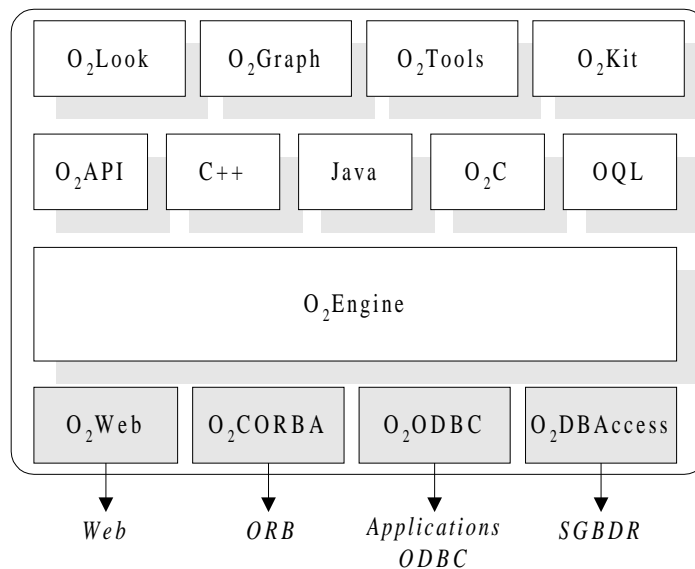 O₂Look O₂Graph O₂Tools O₂Kit
O₂API C++ Java O₂C OQL
O₂Engine
O₂Web O₂CORBA O₂ODBC O₂DBAccess
Web ORB Applications SGBDR
ODBC